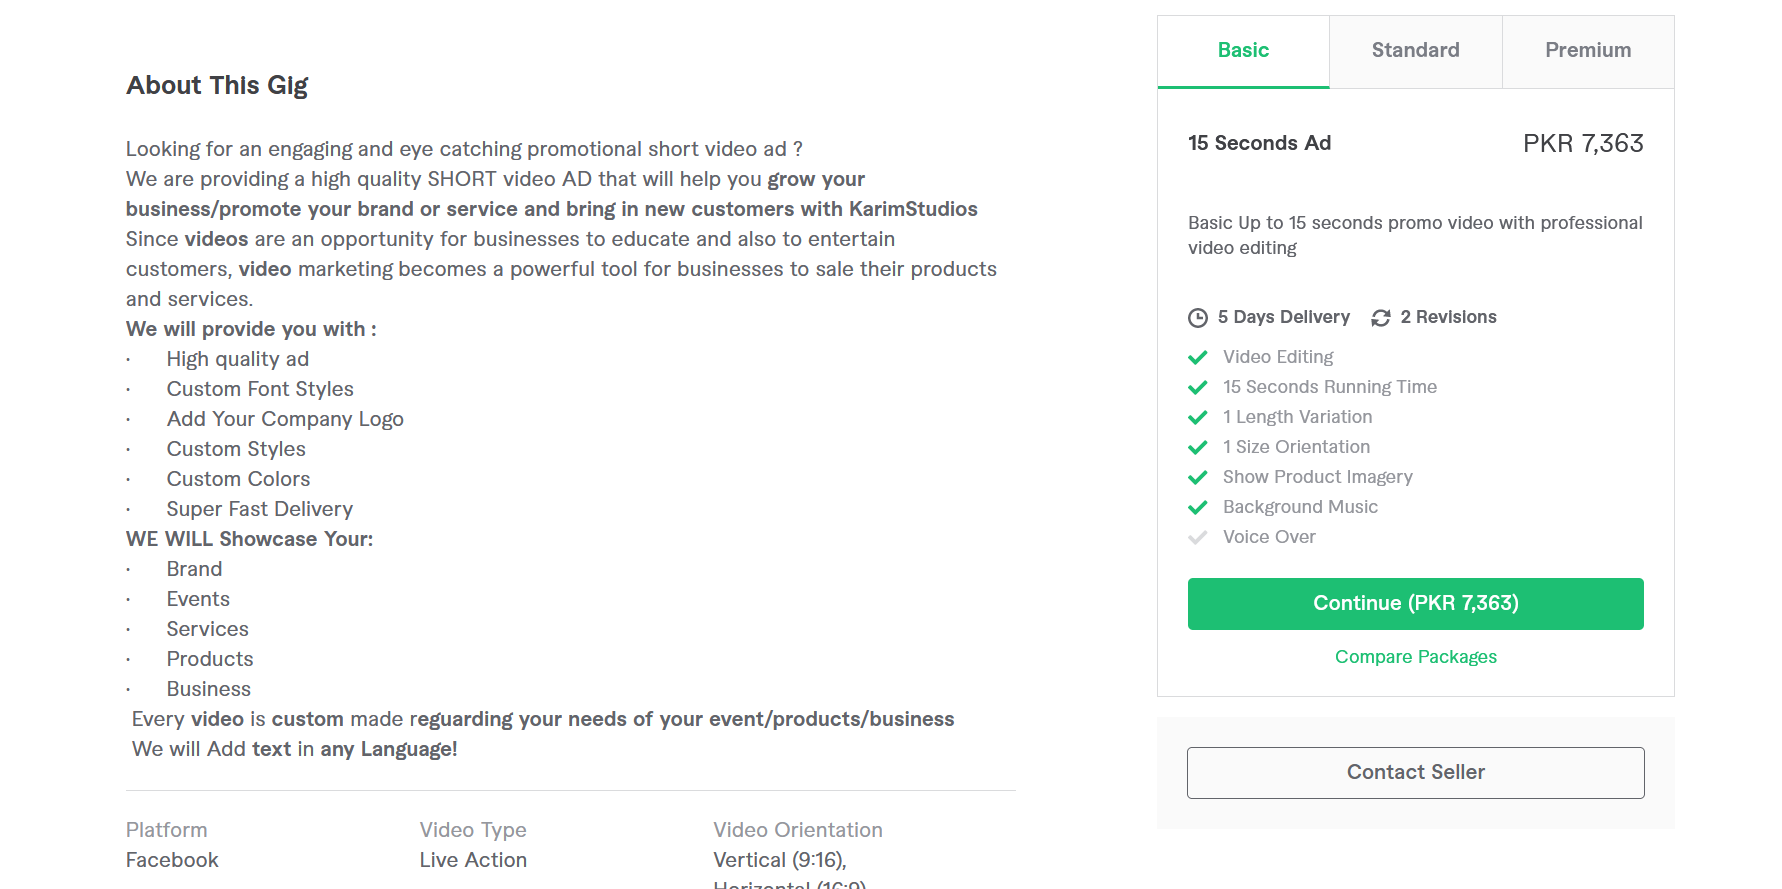 About This Gig
Looking for an engaging and eye catching promotional short video ad ?
We are providing a high quality SHORT video AD that will help you grow your
business/promote your brand or service and bring in new customers with KarimStudios
Since videos are an opportunity for businesses to educate and also to entertain
customers, video marketing becomes a powerful tool for businesses to sale their products
and services.
We will provide you with :
· High quality ad
· Custom Font Styles
· Add Your Company Logo
· Custom Styles
· Custom Colors
· Super Fast Delivery
WE WILL Showcase Your:
· Brand
· Events
· Services
· Products
· Business
Every video is custom made reguarding your needs of your event/products/business
We will Add text in any Language!
Platform
Facebook
Video Type
Live Action
Video Orientation
Vertical (9:16),
Horizontal (16:9)
Basic
Standard
Premium
15 Seconds Ad
PKR 7,363
Basic Up to 15 seconds promo video with professional
video editing
5 Days Delivery
2 Revisions
Video Editing
15 Seconds Running Time
1 Length Variation
1 Size Orientation
Show Product Imagery
Background Music
Voice Over
Continue (PKR 7,363)
Compare Packages
Contact Seller